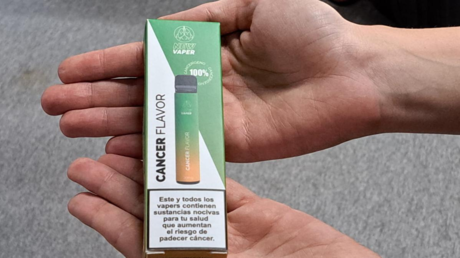 VAPER
100%
CANCER FLAVOR
CANCER FLAVOR
Este y todos los
vapers contienen
sustancias nocivas
para tu salud
que aumentan
el riesgo de
padecer cáncer.